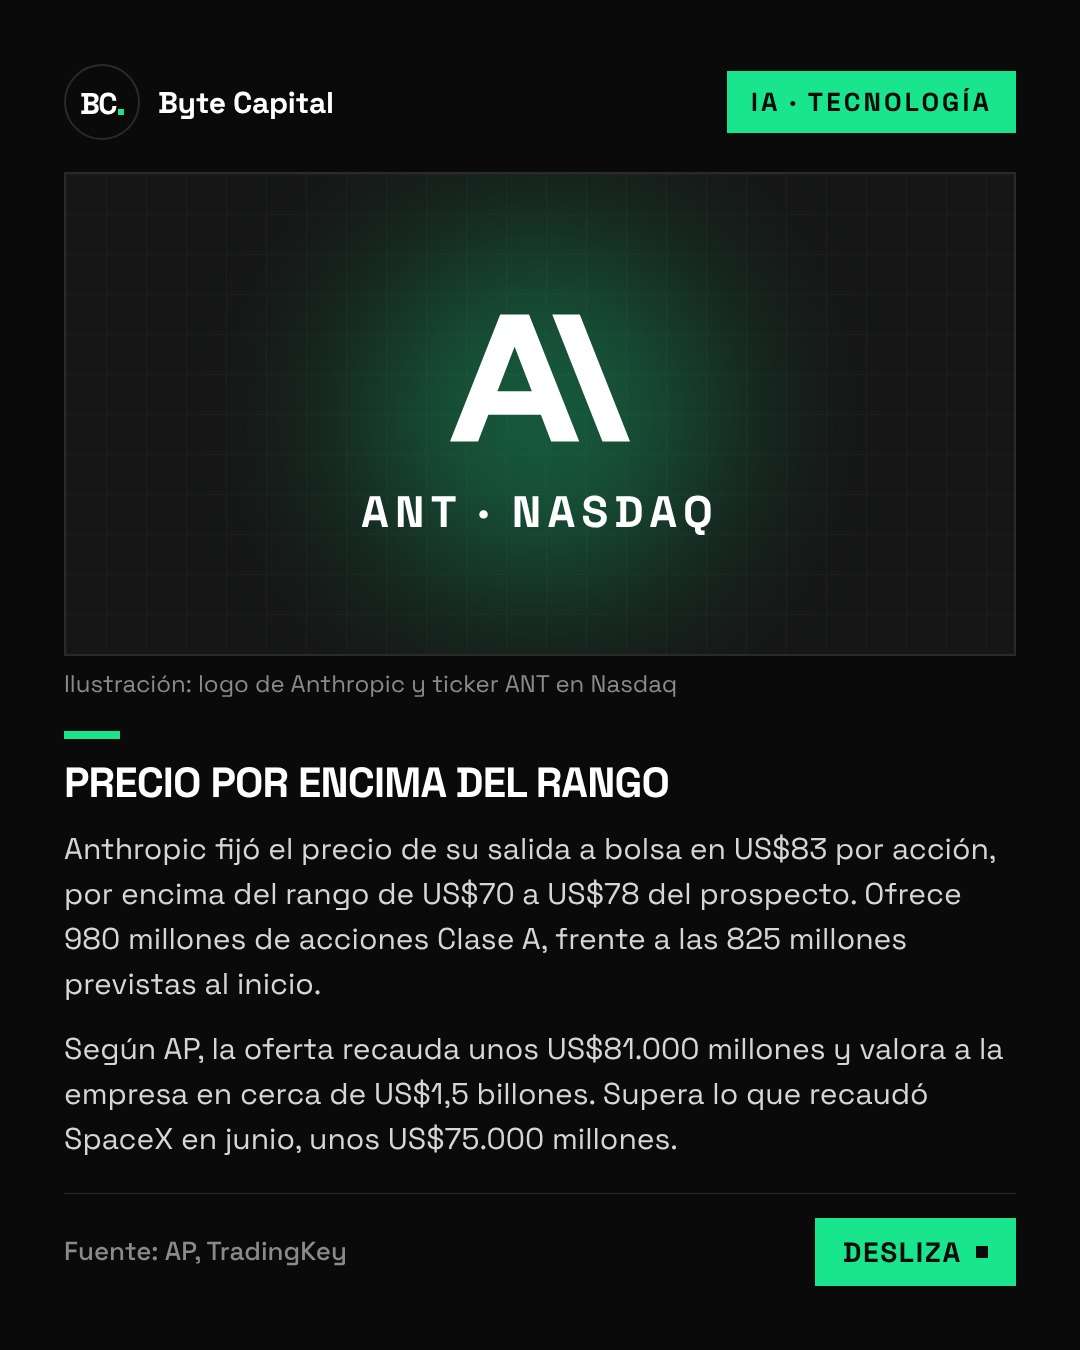 BC.
Byte Capital
IA · TECNOLOGÍA
ANT · NASDAQ
Ilustración: logo de Anthropic y ticker ANT en Nasdaq
PRECIO POR ENCIMA DEL RANGO
Anthropic fijó el precio de su salida a bolsa en US$83 por acción,
por encima del rango de US$70 a US$78 del prospecto. Ofrece
980 millones de acciones Clase A, frente a las 825 millones
previstas al inicio.
Según AP, la oferta recauda unos US$81.000 millones y valora a la
empresa en cerca de US$1,5 billones. Supera lo que recaudó
SpaceX en junio, unos US$75.000 millones.
Fuente: AP, TradingKey
DESLIZA